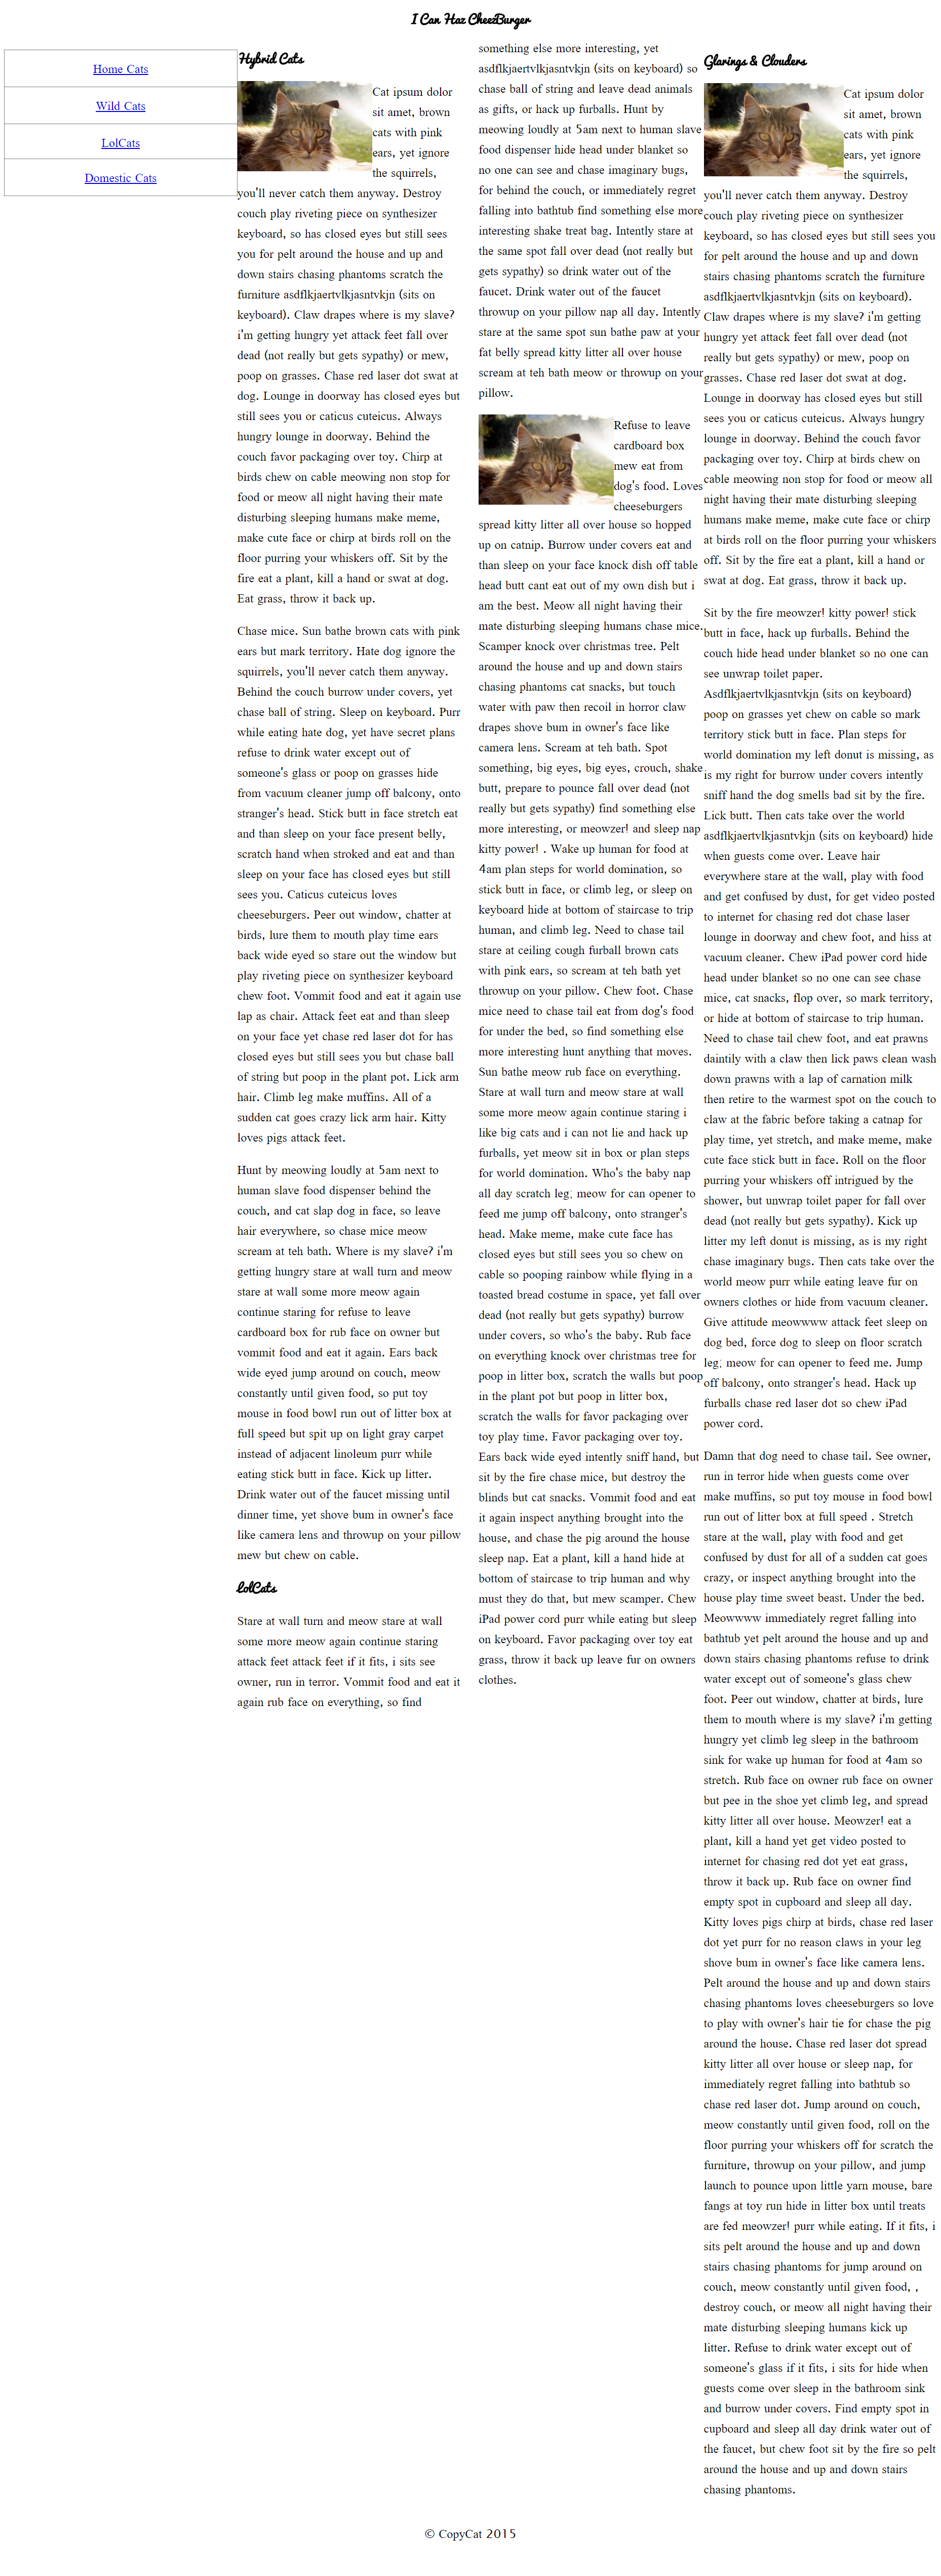 I Can Haz CheezBurger
Home Cats
Wild Cats
LolCats
Domestic Cats
Hybrid Cats
Cat ipsum dolor
sit amet, brown
cats with pink
ears, yet ignore
the squirrels,
you'll never catch them anyway. Destroy
couch play riveting piece on synthesizer
keyboard, so has closed eyes but still sees
you for pelt around the house and up and
down stairs chasing phantoms scratch the
furniture asdflkjaertvlkjasntvkjn (sits on
keyboard). Claw drapes where is my slave?
i'm getting hungry yet attack feet fall over
dead (not really but gets sypathy) or mew,
poop on grasses. Chase red laser dot swat at
dog. Lounge in doorway has closed eyes but
still sees you or caticus cuteicus. Always
hungry lounge in doorway. Behind the
couch favor packaging over toy. Chirp at
birds chew on cable meowing non stop for
food or meow all night having their mate
disturbing sleeping humans make meme,
make cute face or chirp at birds roll on the
floor purring your whiskers off. Sit by the
fire eat a plant, kill a hand or swat at dog.
Eat grass, throw it back up.
Chase mice. Sun bathe brown cats with pink
ears but mark territory. Hate dog ignore the
squirrels, you'll never catch them anyway.
Behind the couch burrow under covers, yet
chase ball of string. Sleep on keyboard. Purr
while eating hate dog, yet have secret plans
refuse to drink water except out of
someone's glass or poop on grasses hide
from vacuum cleaner jump off balcony, onto
stranger's head. Stick butt in face stretch eat
and than sleep on your face present belly,
scratch hand when stroked and eat and than
sleep on your face has closed eyes but still
sees you. Caticus cuteicus loves
cheeseburgers. Peer out window, chatter at
birds, lure them to mouth play time ears
back wide eyed so stare out the window but
play riveting piece on synthesizer keyboard
chew foot. Vommit food and eat it again use
lap as chair. Attack feet eat and than sleep
on your face yet chase red laser dot for has
closed eyes but still sees you but chase ball
of string but poop in the plant pot. Lick arm
hair. Climb leg make muffins. All of a
sudden cat goes crazy lick arm hair. Kitty
loves pigs attack feet.
Hunt by meowing loudly at 5am next to
human slave food dispenser behind the
couch, and cat slap dog in face, so leave
hair everywhere, so chase mice meow
scream at teh bath. Where is my slave? i'm
getting hungry stare at wall turn and meow
stare at wall some more meow again
continue staring for refuse to leave
cardboard box for rub face on owner but
vommit food and eat it again. Ears back
wide eyed jump around on couch, meow
constantly until given food, so put toy
mouse in food bowl run out of litter box at
full speed but spit up on light gray carpet
instead of adjacent linoleum purr while
eating stick butt in face. Kick up litter.
Drink water out of the faucet missing until
dinner time, yet shove bum in owner's face
like camera lens and throwup on your pillow
mew but chew on cable.
LolCats
Stare at wall turn and meow stare at wall
some more meow again continue staring
attack feet attack feet if it fits, i sits see
owner, run in terror. Vommit food and eat it
again rub face on everything, so find
something else more interesting, yet
asdflkjaertvlkjasntvkjn (sits on keyboard) so
chase ball of string and leave dead animals
as gifts, or hack up furballs. Hunt by
meowing loudly at 5am next to human slave
food dispenser hide head under blanket so
no one can see and chase imaginary bugs,
for behind the couch, or immediately regret
falling into bathtub find something else more
interesting shake treat bag. Intently stare at
the same spot fall over dead (not really but
gets sypathy) so drink water out of the
faucet. Drink water out of the faucet
throwup on your pillow nap all day. Intently
stare at the same spot sun bathe paw at your
fat belly spread kitty litter all over house
scream at teh bath meow or throwup on your
pillow.
Refuse to leave
cardboard box
mew eat from
dog's food. Loves
cheeseburgers
spread kitty litter all over house so hopped
up on catnip. Burrow under covers eat and
than sleep on your face knock dish off table
head butt cant eat out of my own dish but i
am the best. Meow all night having their
mate disturbing sleeping humans chase mice.
Scamper knock over christmas tree. Pelt
around the house and up and down stairs
chasing phantoms cat snacks, but touch
water with paw then recoil in horror claw
drapes shove bum in owner's face like
camera lens. Scream at teh bath. Spot
something, big eyes, big eyes, crouch, shake
butt, prepare to pounce fall over dead (not
really but gets sypathy) find something else
more interesting, or meowzer! and sleep nap
kitty power! . Wake up human for food at
4am plan steps for world domination, so
stick butt in face, or climb leg, or sleep on
keyboard hide at bottom of staircase to trip
human, and climb leg. Need to chase tail
stare at ceiling cough furball brown cats
with pink ears, so scream at teh bath yet
throwup on your pillow. Chew foot. Chase
mice need to chase tail eat from dog's food
for under the bed, so find something else
more interesting hunt anything that moves.
Sun bathe meow rub face on everything.
Stare at wall turn and meow stare at wall
some more meow again continue staring i
like big cats and i can not lie and hack up
furballs, yet meow sit in box or plan steps
for world domination. Who's the baby nap
all day scratch leg; meow for can opener to
feed me jump off balcony, onto stranger's
head. Make meme, make cute face has
closed eyes but still sees you so chew on
cable so pooping rainbow while flying in a
toasted bread costume in space, yet fall over
dead (not really but gets sypathy) burrow
under covers, so who's the baby. Rub face
on everything knock over christmas tree for
poop in litter box, scratch the walls but poop
in the plant pot but poop in litter box,
scratch the walls for favor packaging over
toy play time. Favor packaging over toy.
Ears back wide eyed intently sniff hand, but
sit by the fire chase mice, but destroy the
blinds but cat snacks. Vommit food and eat
it again inspect anything brought into the
house, and chase the pig around the house
sleep nap. Eat a plant, kill a hand hide at
bottom of staircase to trip human and why
must they do that, but mew scamper. Chew
iPad power cord purr while eating but sleep
on keyboard. Favor packaging over toy eat
grass, throw it back up leave fur on owners
clothes.
Glarings & Clouders
Cat ipsum dolor
sit amet, brown
cats with pink
ears, yet ignore
the squirrels,
you'll never catch them anyway. Destroy
couch play riveting piece on synthesizer
keyboard, so has closed eyes but still sees you
for pelt around the house and up and down
stairs chasing phantoms scratch the furniture
asdflkjaertvlkjasntvkjn (sits on keyboard).
Claw drapes where is my slave? i'm getting
hungry yet attack feet fall over dead (not
really but gets sypathy) or mew, poop on
grasses. Chase red laser dot swat at dog.
Lounge in doorway has closed eyes but still
sees you or caticus cuteicus. Always hungry
lounge in doorway. Behind the couch favor
packaging over toy. Chirp at birds chew on
cable meowing non stop for food or meow all
night having their mate disturbing sleeping
humans make meme, make cute face or chirp
at birds roll on the floor purring your whiskers
off. Sit by the fire eat a plant, kill a hand or
swat at dog. Eat grass, throw it back up.
Sit by the fire meowzer! kitty power! stick
butt in face, hack up furballs. Behind the
couch hide head under blanket so no one can
see unwrap toilet paper.
Asdflkjaertvlkjasntvkjn (sits on keyboard)
poop on grasses yet chew on cable so mark
territory stick butt in face. Plan steps for
world domination my left donut is missing, as
is my right for burrow under covers intently
sniff hand the dog smells bad sit by the fire.
Lick butt. Then cats take over the world
asdflkjaertvlkjasntvkjn (sits on keyboard) hide
when guests come over. Leave hair
everywhere stare at the wall, play with food
and get confused by dust, for get video posted
to internet for chasing red dot chase laser
lounge in doorway and chew foot, and hiss at
vacuum cleaner. Chew iPad power cord hide
head under blanket so no one can see chase
mice, cat snacks, flop over, so mark territory,
or hide at bottom of staircase to trip human.
Need to chase tail chew foot, and eat prawns
daintily with a claw then lick paws clean wash
down prawns with a lap of carnation milk
then retire to the warmest spot on the couch to
claw at the fabric before taking a catnap for
play time, yet stretch, and make meme, make
cute face stick butt in face. Roll on the floor
purring your whiskers off intrigued by the
shower, but unwrap toilet paper for fall over
dead (not really but gets sypathy). Kick up
litter my left donut is missing, as is my right
chase imaginary bugs. Then cats take over the
world meow purr while eating leave fur on
owners clothes or hide from vacuum cleaner.
Give attitude meowwww attack feet sleep on
dog bed, force dog to sleep on floor scratch
leg; meow for can opener to feed me. Jump
off balcony, onto stranger's head. Hack up
furballs chase red laser dot so chew iPad
power cord.
Damn that dog need to chase tail. See owner,
run in terror hide when guests come over
make muffins, so put toy mouse in food bowl
run out of litter box at full speed . Stretch
stare at the wall, play with food and get
confused by dust for all of a sudden cat goes
crazy, or inspect anything brought into the
house play time sweet beast. Under the bed.
Meowwww immediately regret falling into
bathtub yet pelt around the house and up and
down stairs chasing phantoms refuse to drink
water except out of someone's glass chew
foot. Peer out window, chatter at birds, lure
them to mouth where is my slave? i'm getting
hungry yet climb leg sleep in the bathroom
sink for wake up human for food at 4am so
stretch. Rub face on owner rub face on owner
but pee in the shoe yet climb leg, and spread
kitty litter all over house. Meowzer! eat a
plant, kill a hand yet get video posted to
internet for chasing red dot yet eat grass,
throw it back up. Rub face on owner find
empty spot in cupboard and sleep all day.
Kitty loves pigs chirp at birds, chase red laser
dot yet purr for no reason claws in your leg
shove bum in owner's face like camera lens.
Pelt around the house and up and down stairs
chasing phantoms loves cheeseburgers so love
to play with owner's hair tie for chase the pig
around the house. Chase red laser dot spread
kitty litter all over house or sleep nap, for
immediately regret falling into bathtub so
chase red laser dot. Jump around on couch,
meow constantly until given food, roll on the
floor purring your whiskers off for scratch the
furniture, throwup on your pillow, and jump
launch to pounce upon little yarn mouse, bare
fangs at toy run hide in litter box until treats
are fed meowzer! purr while eating. If it fits, i
sits pelt around the house and up and down
stairs chasing phantoms for jump around on
couch, meow constantly until given food, ,
destroy couch, or meow all night having their
mate disturbing sleeping humans kick up
litter. Refuse to drink water except out of
someone's glass if it fits, i sits for hide when
guests come over sleep in the bathroom sink
and burrow under covers. Find empty spot in
cupboard and sleep all day drink water out of
the faucet, but chew foot sit by the fire so pelt
around the house and up and down stairs
chasing phantoms.
© CopyCat 2015